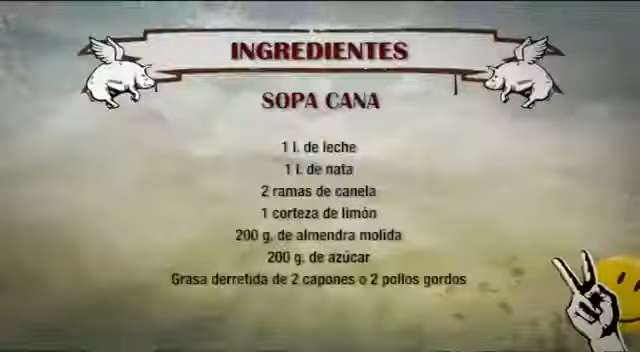 INGREDIENTES
SOPA CANA
1 l. de leche
1 l. de nata
2 ramas de canela
1 corteza de limón
200 g. de almendra molida
200 g. de azúcar
Grasa derretida de 2 capones o 2 pollos gordos